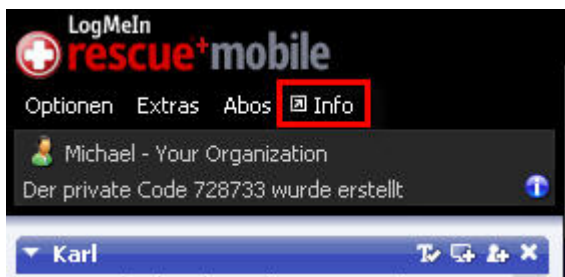 LogMeIn
rescue+mobile
Optionen Extras Abos Info
Michael - Your Organization
Der private Code 728733 wurde erstellt
Karl